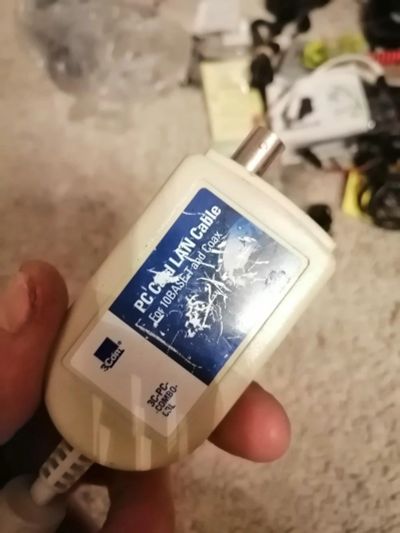 PC Card LAN Cable
For 10BASE-T and Coax
3Com®
3C-PC-
COMBO-
CBL